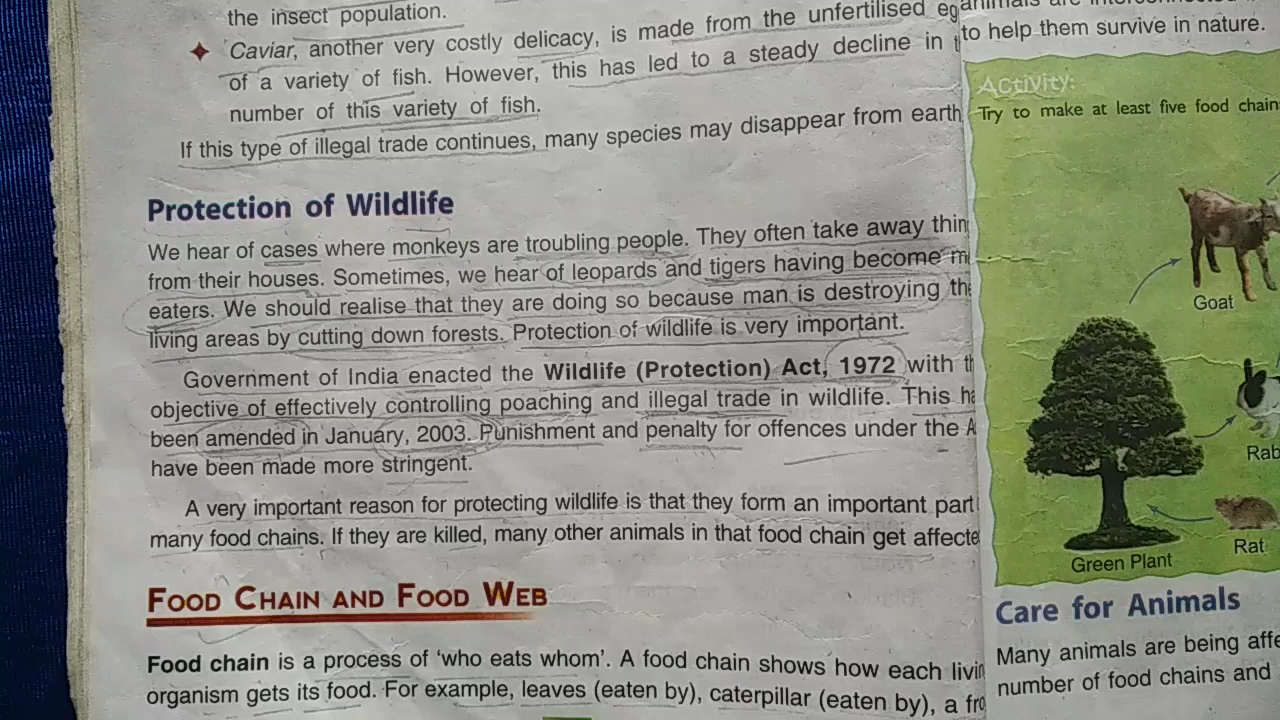 the insect population.
✦ Caviar, another very costly delicacy, is made from the unfertilised
of a variety of fish. However, this has led to a steady decline in
number of this variety of fish.
If this type of illegal trade continues, many species may disappear from earth
Protection of Wildlife
We hear of cases where monkeys are troubling people. They often take away
from their houses. Sometimes, we hear of leopards and tigers having become
eaters. We should realise that they are doing so because man is destroying
living areas by cutting down forests. Protection of wildlife is very important.
Government of India enacted the Wildlife (Protection) Act, 1972 with
objective of effectively controlling poaching and illegal trade in wildlife. This
been amended in January, 2003. Punishment and penalty for offences under the
have been made more stringent.
A very important reason for protecting wildlife is that they form an important part
many food chains. If they are killed, many other animals in that food chain get
FOOD CHAIN AND FOOD WEB
Food chain is a process of 'who eats whom'. A food chain shows how each
organism gets its food. For example, leaves (eaten by), caterpillar (eaten by), a
to help them survive in nature.
Activity:
Try to make at least five food
Goat
Rat
Green Plant
Care for Animals
Many animals are being
number of food chains and